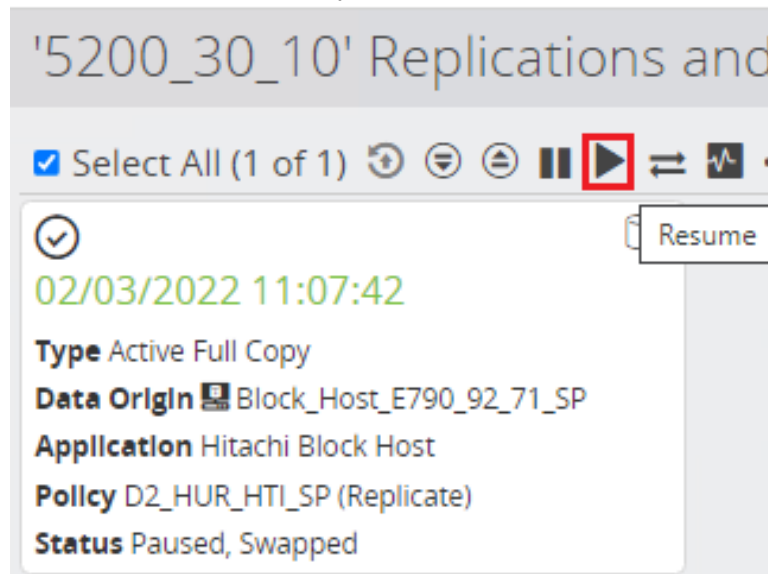 '5200_30_10' Replications and
Select All (1 of 1)
Resume
02/03/2022 11:07:42
Type Active Full Copy
Data Origin Block_Host_E790_92_71_SP
Application Hitachi Block Host
Policy D2_HUR_HTI_SP (Replicate)
Status Paused, Swapped